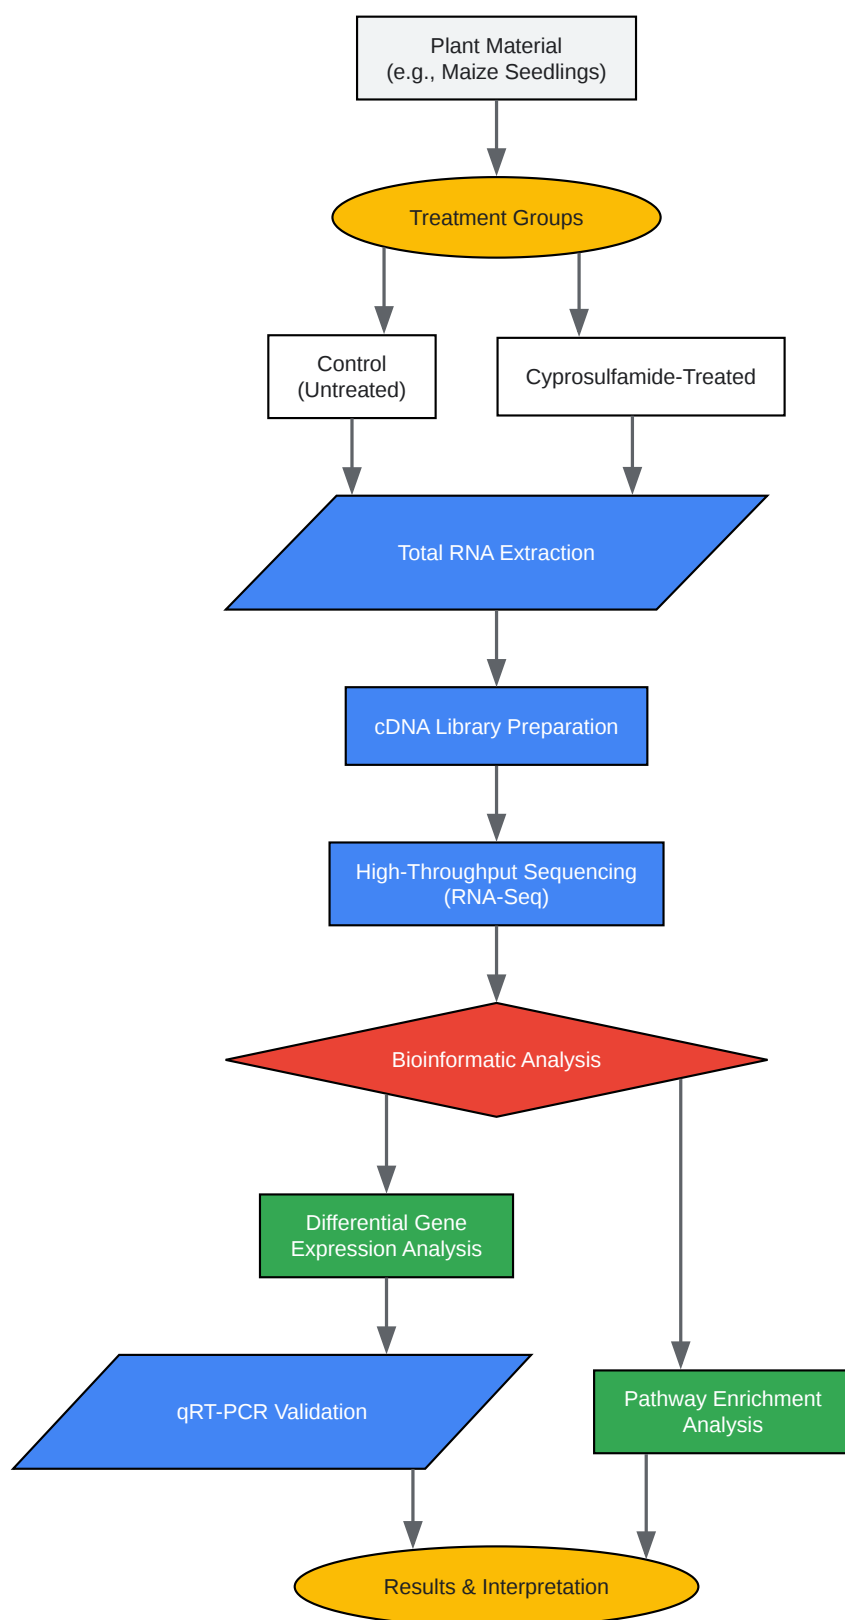 Plant Material
(e.g., Maize Seedlings)
Treatment Groups
Control
(Untreated)
Cyprosulfamide-Treated
Total RNA Extraction
cDNA Library Preparation
High-Throughput Sequencing
(RNA-Seq)
Bioinformatic Analysis
Differential Gene
Expression Analysis
qRT-PCR Validation
Pathway Enrichment
Analysis
Results & Interpretation